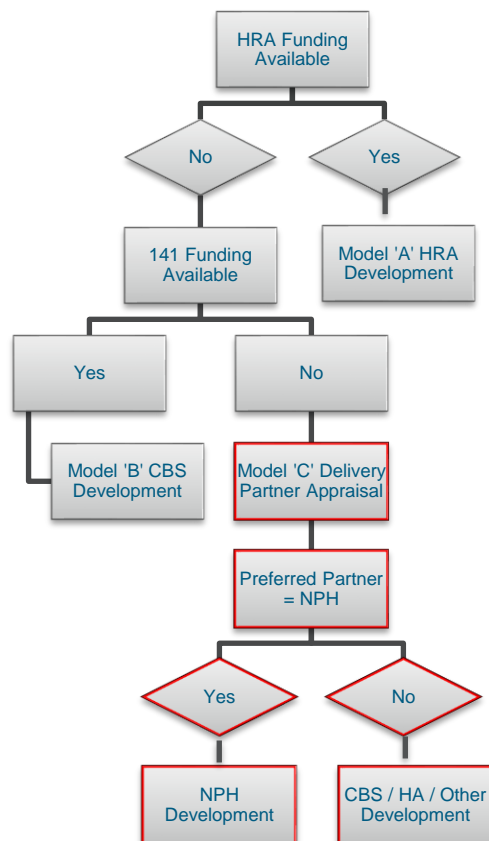 HRA Funding
Available
No
Yes
141 Funding
Available
Model 'A' HRA
Development
Yes
No
Model 'B' CBS
Development
Model 'C' Delivery
Partner Appraisal
Preferred Partner
= NPH
Yes
No
NPH
Development
CBS / HA / Other
Development